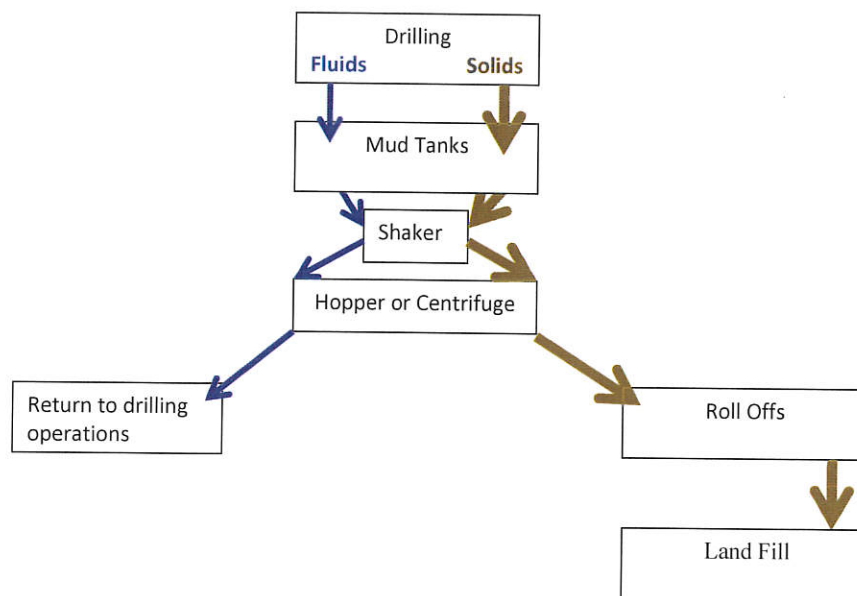 Drilling
Fluids Solids
Mud Tanks
Shaker
Hopper or Centrifuge
Return to drilling
operations
Roll Offs
Land Fill